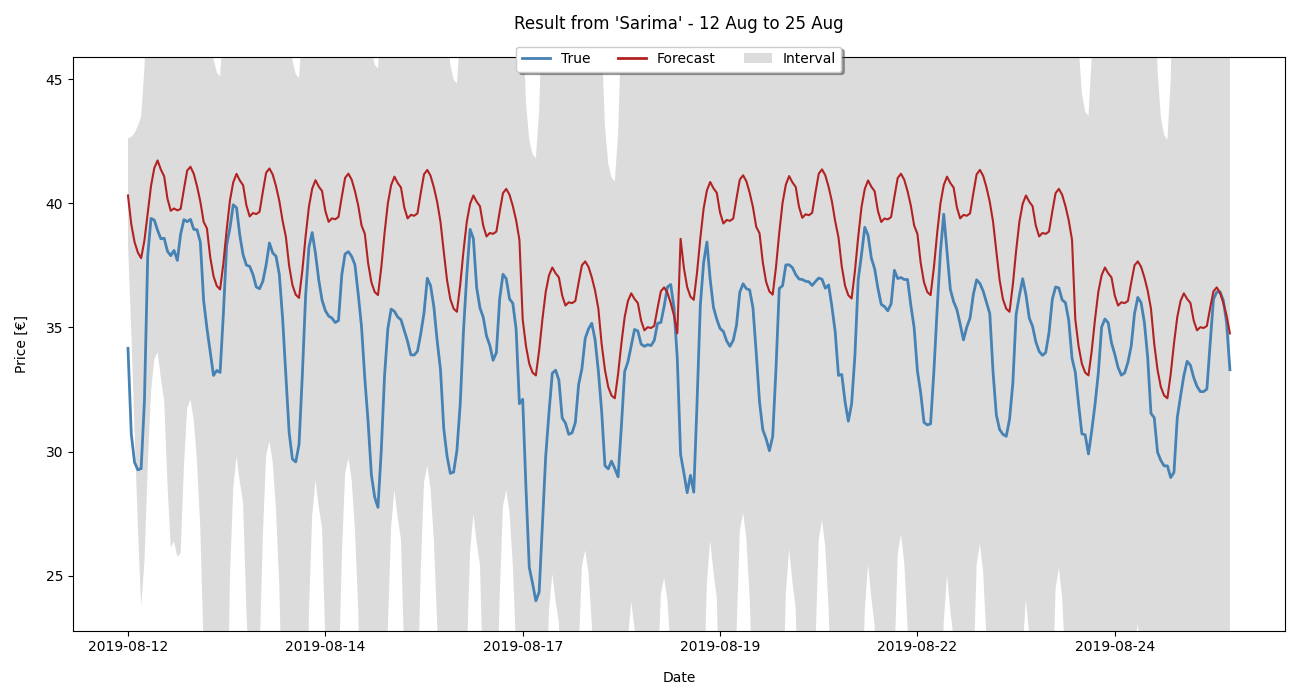 Result from 'Sarima' - 12 Aug to 25 Aug
True Forecast Interval
45
40
35
30
25
Price [€]
2019-08-12 2019-08-14 2019-08-17 2019-08-19 2019-08-22 2019-08-24
Date